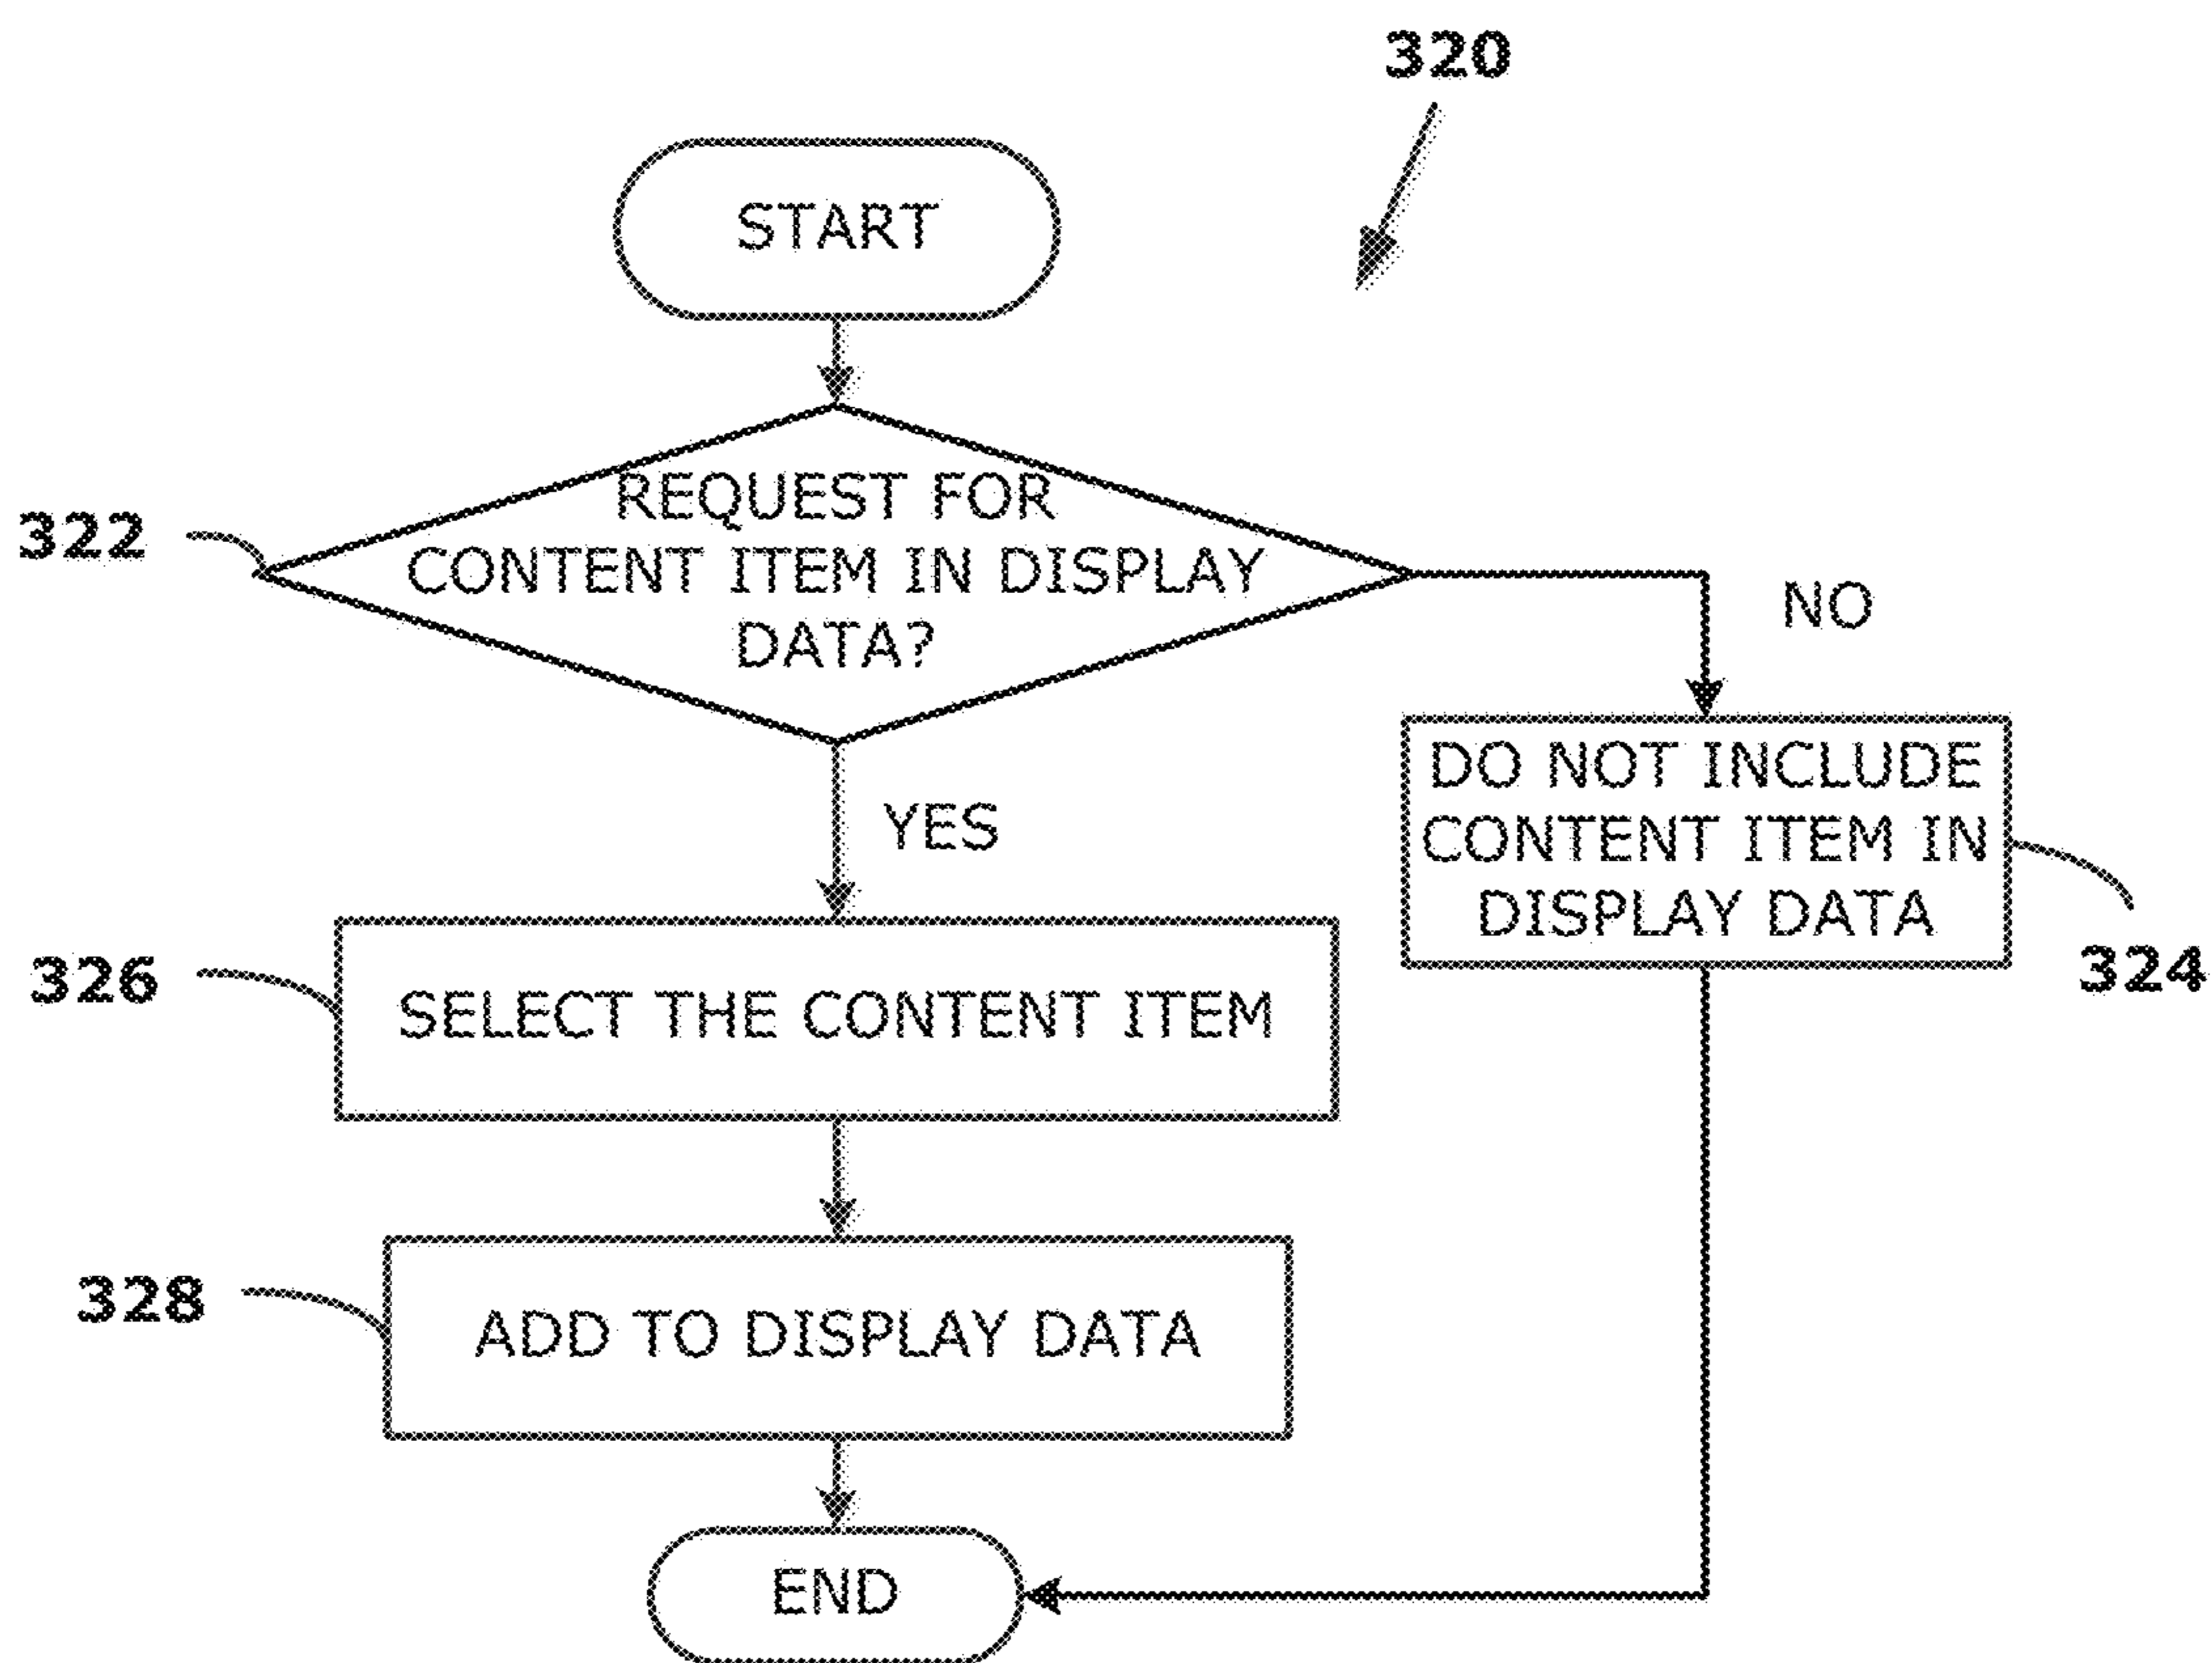 320
START
322
REQUEST FOR
CONTENT ITEM IN DISPLAY
DATA?
NO
YES
DO NOT INCLUDE
CONTENT ITEM IN
DISPLAY DATA
324
326
SELECT THE CONTENT ITEM
328
ADD TO DISPLAY DATA
END